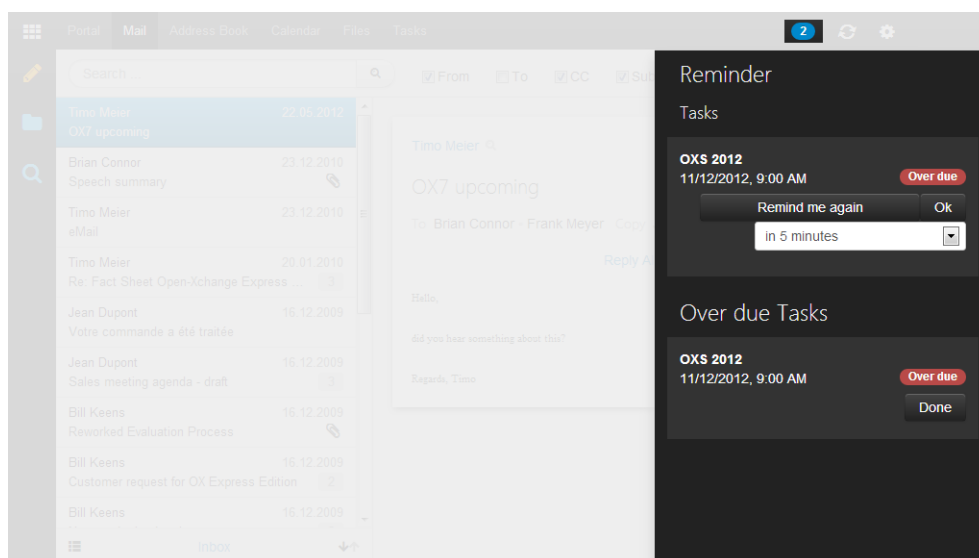 Portal Mail Address Book Calendar Files Tasks
2
Search
From To CC
Timo Meier 22.05.2012
OX7 upcoming
Brian Connor 23.12.2010
Speech summary
Timo Meier 23.12.2010
eMail
Timo Meier 20.01.2010
Re: Fact Sheet Open-Xchange Express ... 3
Jean Dupont 16.12.2009
Votre commande a été traitée
Jean Dupont 16.12.2009
Sales meeting agenda - draft 3
Bill Keens 16.12.2009
Reworked Evaluation Process
Bill Keens 16.12.2009
Customer request for OX Express Edition 2
Bill Keens 16.12.2009
Inbox
Timo Meier
OX7 upcoming
To Brian Connor Frank Meyer Copy
Reply A
Hallo,
did you hear something about this?
Regards, Timo
Reminder
Tasks
OXS 2012
11/12/2012, 9:00 AM Over due
Remind me again Ok
in 5 minutes
Over due Tasks
OXS 2012
11/12/2012, 9:00 AM Over due
Done